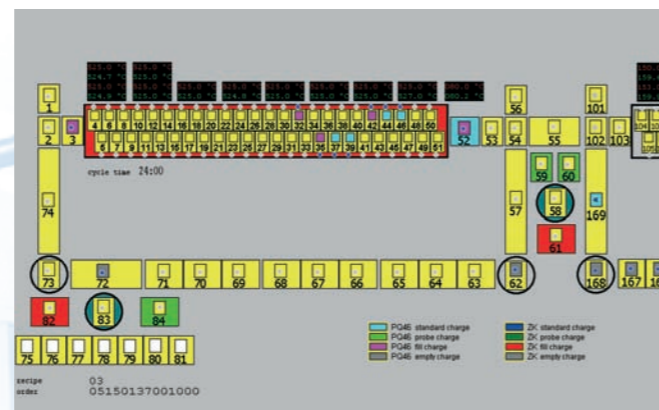 525.0 °C 525.0 °C
524.7 °C
1 56 101
4 6 8 10 12 14 16 18 20 22 24 26 28 30 32 34 36 38 40 42 44 46 48 50
2 3 52 53 54 55 102 103
5 7 9 11 13 15 17 19 21 23 25 27 29 31 33 35 37 39 41 43 45 47 49 51
cycle time 24:00
59 60
74 57 58 169
61
73 72 71 70 69 68 67 66 65 64 63 62 168 167
82 83 84
75 76 77 78 79 80 81
PG46 standard charge ZK standard charge
PG46 probe charge ZK probe charge
PG46 fill charge ZK fill charge
PG46 empty charge ZK empty charge
recipe 03
order 05150137001000